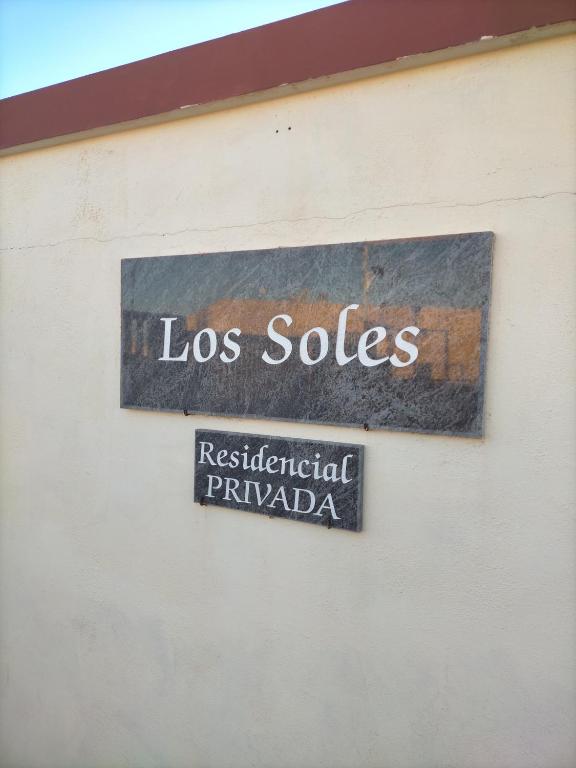 Los Soles
Residencial
PRIVADA